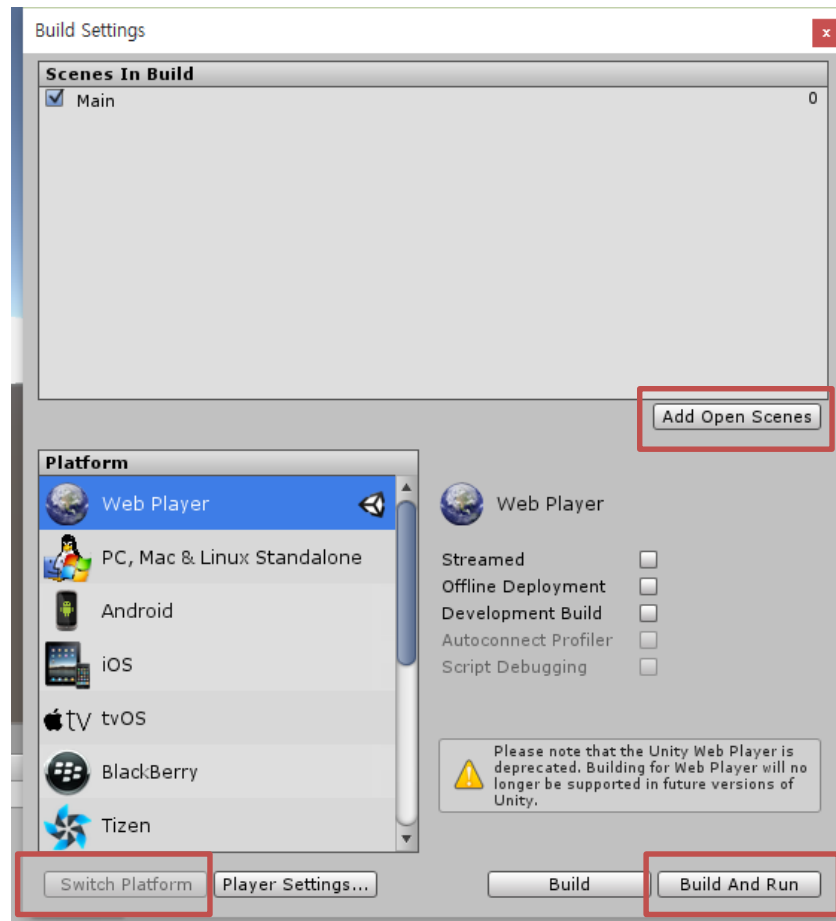 Build Settings
x
Scenes In Build
Main 0
Add Open Scenes
Platform
Web Player
PC, Mac & Linux Standalone
Android
iOS
tv tvOS
BlackBerry
Tizen
Web Player
Streamed
Offline Deployment
Development Build
Autoconnect Profiler
Script Debugging
Please note that the Unity Web Player is
deprecated. Building for Web Player will no
longer be supported in future versions of
Unity.
Switch Platform Player Settings... Build Build And Run